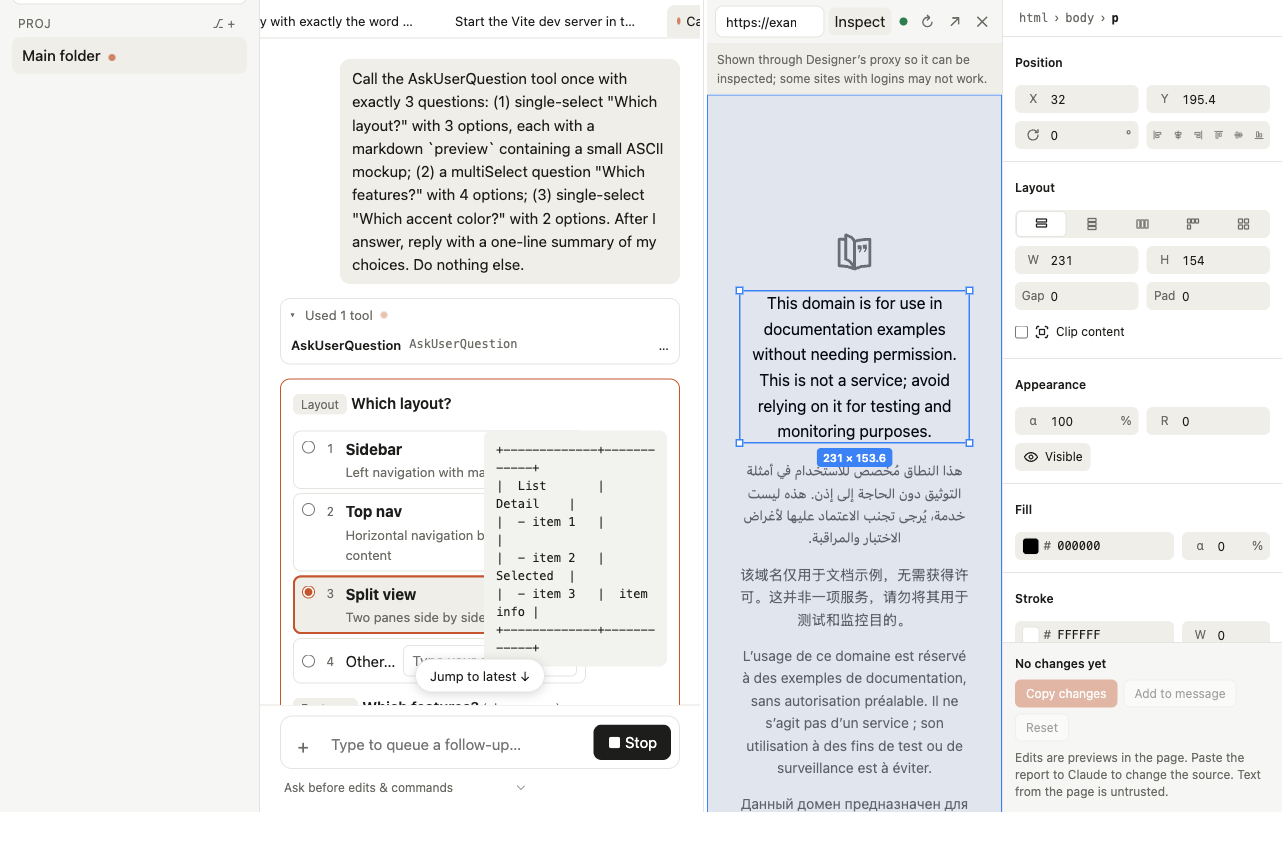 PROJ
Main folder
y with exactly the word ...
Start the Vite dev server in t...
Ca
Call the AskUserQuestion tool once with
exactly 3 questions: (1) single-select "Which
layout?" with 3 options, each with a
markdown `preview` containing a small ASCII
mockup; (2) a multiSelect question "Which
features?" with 4 options; (3) single-select
"Which accent color?" with 2 options. After I
answer, reply with a one-line summary of my
choices. Do nothing else.
Used 1 tool
AskUserQuestion AskUserQuestion ...
Layout Which layout?
1 Sidebar
Left navigation with ma
2 Top nav
Horizontal navigation b
content
3 Split view
Two panes side by side
4 Other...
+-------------+-------
-----+
|  List       |
Detail    |
|  - item 1   |
|
|  - item 2   |
Selected  |
|  - item 3   |  item
info |
+-------------+-------
-----+
Jump to latest ↓
Which features?
+ Type to queue a follow-up...
Stop
Ask before edits & commands
https://exan
Inspect
Shown through Designer's proxy so it can be
inspected; some sites with logins may not work.
This domain is for use in
documentation examples
without needing permission.
This is not a service; avoid
relying on it for testing and
monitoring purposes.
231 × 153.6
هذا النطاق مُخصص للاستخدام في أمثلة
التوثيق دون الحاجة إلى إذن. هذه ليست
خدمة، يُرجى تجنب الاعتماد عليها لأغراض
الاختبار والمراقبة.
该域名仅用于文档示例，无需获得许
可。这并非一项服务，请勿将其用于
测试和监控目的。
L'usage de ce domaine est réservé
à des exemples de documentation,
sans autorisation préalable. Il ne
s'agit pas d'un service ; son
utilisation à des fins de test ou de
surveillance est à éviter.
Данный домен предназначен для
html › body › p
Position
X 32
Y 195.4
0 °
Layout
W 231
H 154
Gap 0
Pad 0
Clip content
Appearance
α 100 %
R 0
Visible
Fill
# 000000
α 0 %
Stroke
# FFFFFF
W 0
No changes yet
Copy changes
Add to message
Reset
Edits are previews in the page. Paste the
report to Claude to change the source. Text
from the page is untrusted.